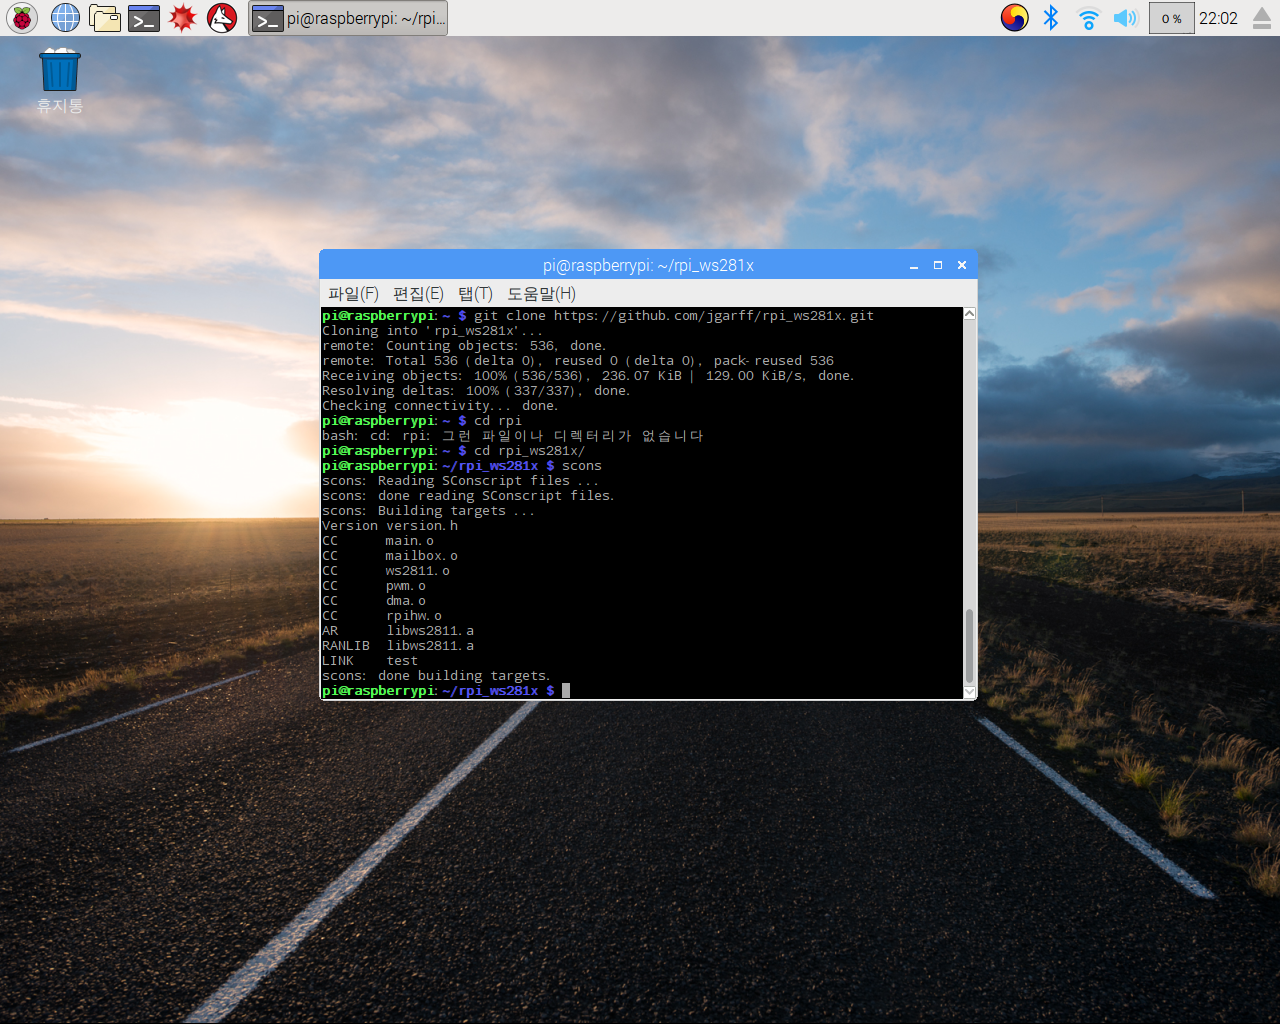 pi@raspberrypi: ~/rpi...
0 %
22:02
휴지통
pi@raspberrypi: ~/rpi_ws281x
파일(F) 편집(E) 탭(T) 도움말(H)
pi@raspberrypi:~ $ git clone https://github.com/jgarff/rpi_ws281x.git
Cloning into 'rpi_ws281x'...
remote: Counting objects: 536, done.
remote: Total 536 (delta 0), reused 0 (delta 0), pack-reused 536
Receiving objects: 100% (536/536), 236.07 KiB | 129.00 KiB/s, done.
Resolving deltas: 100% (337/337), done.
Checking connectivity... done.
pi@raspberrypi:~ $ cd rpi
bash: cd: rpi: 그런 파일이나 디렉터리가 없습니다
pi@raspberrypi:~ $ cd rpi_ws281x/
pi@raspberrypi:~/rpi_ws281x $ scons
scons: Reading SConscript files ...
scons: done reading SConscript files.
scons: Building targets ...
Version version.h
CC      main.o
CC      mailbox.o
CC      ws2811.o
CC      pwm.o
CC      dma.o
CC      rpihw.o
AR      libws2811.a
RANLIB  libws2811.a
LINK    test
scons: done building targets.
pi@raspberrypi:~/rpi_ws281x $